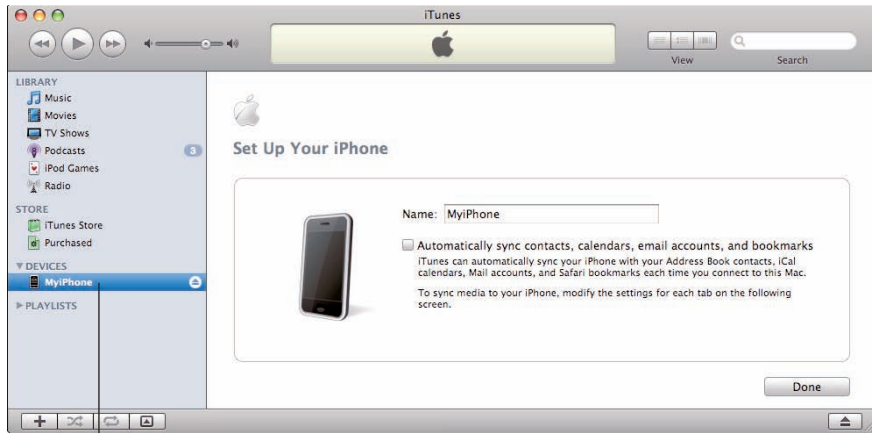 iTunes
View
Search
LIBRARY
Music
Movies
TV Shows
Podcasts 3
iPod Games
Radio
STORE
iTunes Store
Purchased
DEVICES
MyiPhone
PLAYLISTS
Set Up Your iPhone
Name: MyiPhone
Automatically sync contacts, calendars, email accounts, and bookmarks
iTunes can automatically sync your iPhone with your Address Book contacts, iCal
calendars, Mail accounts, and Safari bookmarks each time you connect to this Mac.
To sync media to your iPhone, modify the settings for each tab on the following
screen.
Done